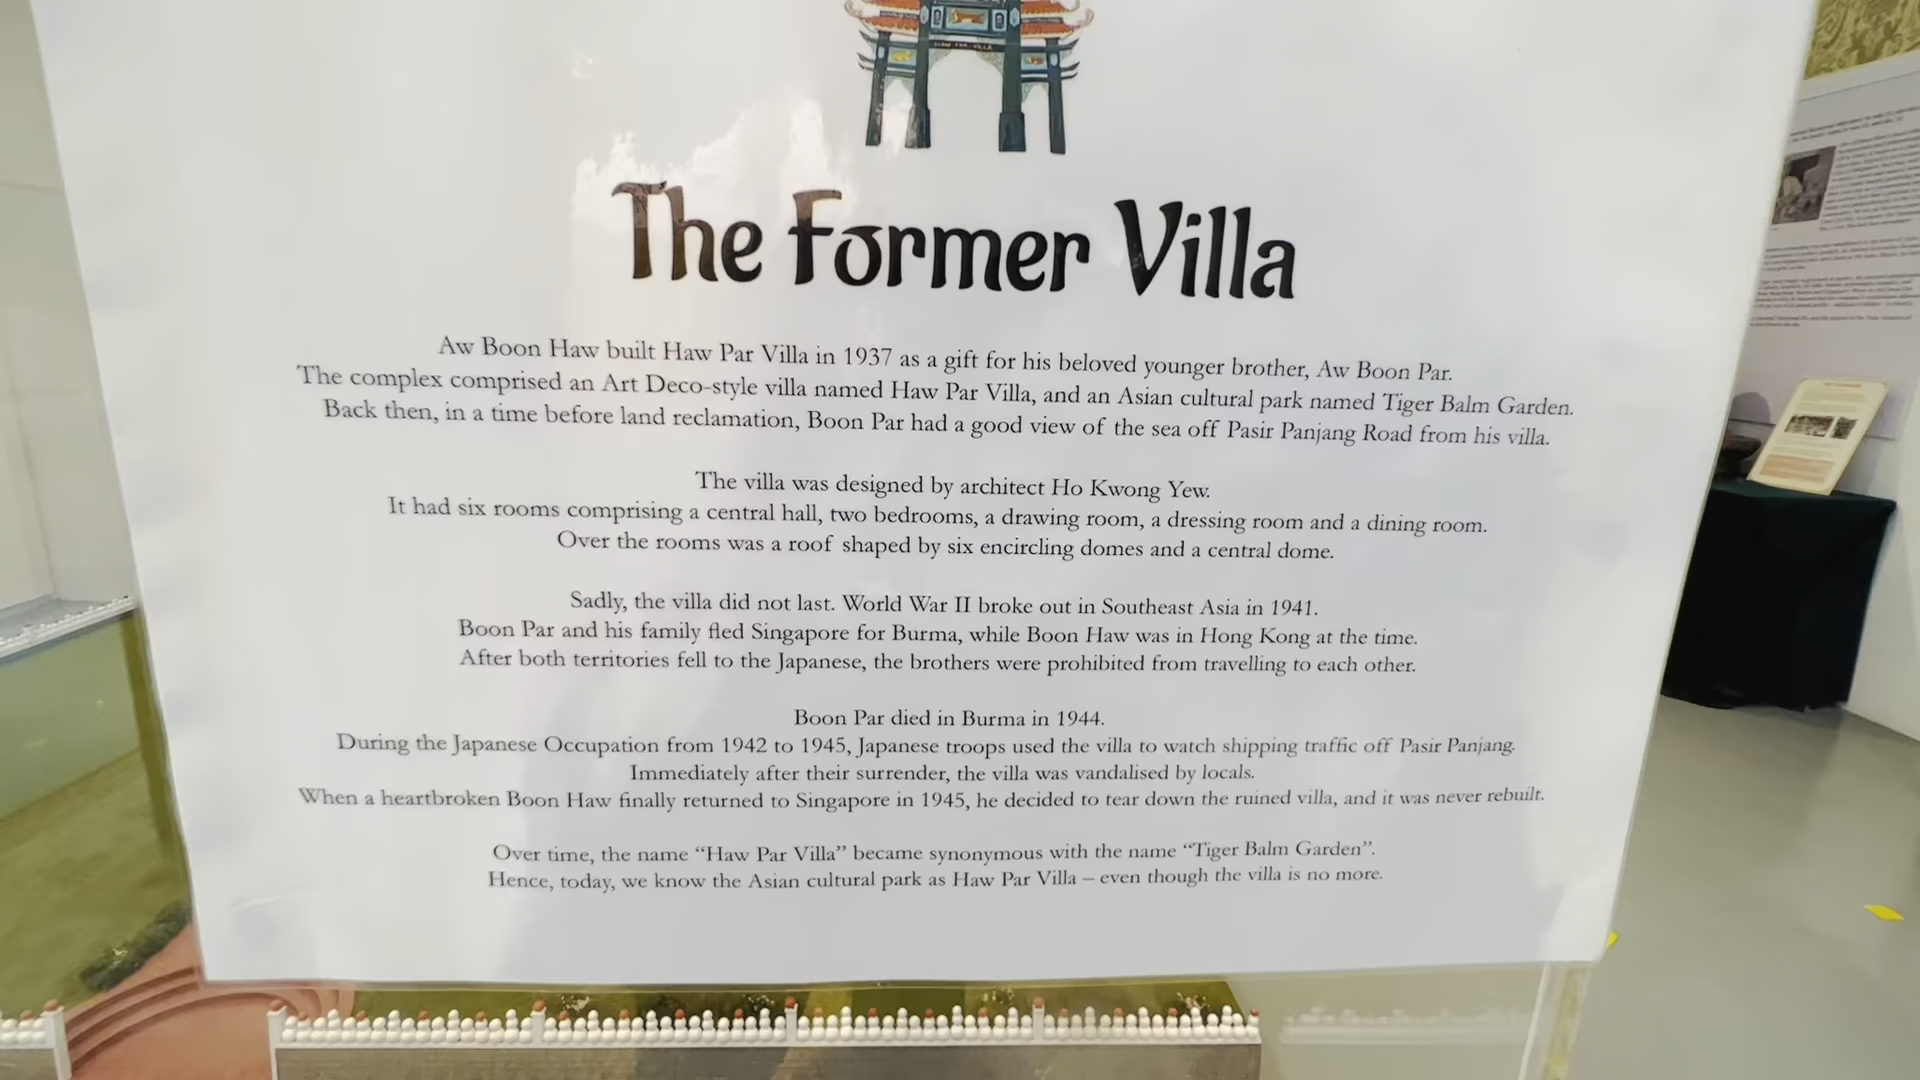 HAW PAR VILLA
The Former Villa
Aw Boon Haw built Haw Par Villa in 1937 as a gift for his beloved younger brother, Aw Boon Par.
The complex comprised an Art Deco-style villa named Haw Par Villa, and an Asian cultural park named Tiger Balm Garden.
Back then, in a time before land reclamation, Boon Par had a good view of the sea off Pasir Panjang Road from his villa.
The villa was designed by architect Ho Kwong Yew.
It had six rooms comprising a central hall, two bedrooms, a drawing room, a dressing room and a dining room.
Over the rooms was a roof shaped by six encircling domes and a central dome.
Sadly, the villa did not last. World War II broke out in Southeast Asia in 1941.
Boon Par and his family fled Singapore for Burma, while Boon Haw was in Hong Kong at the time.
After both territories fell to the Japanese, the brothers were prohibited from travelling to each other.
Boon Par died in Burma in 1944.
During the Japanese Occupation from 1942 to 1945, Japanese troops used the villa to watch shipping traffic off Pasir Panjang.
Immediately after their surrender, the villa was vandalised by locals.
When a heartbroken Boon Haw finally returned to Singapore in 1945, he decided to tear down the ruined villa, and it was never rebuilt.
Over time, the name “Haw Par Villa” became synonymous with the name “Tiger Balm Garden”.
Hence, today, we know the Asian cultural park as Haw Par Villa – even though the villa is no more.